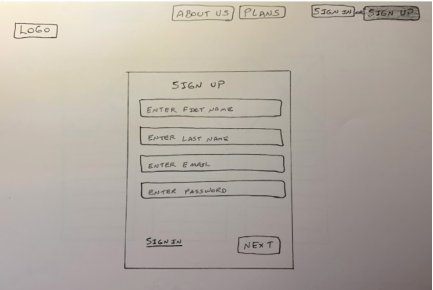 ABOUT US PLANS SIGN IN OR SIGN UP
LOGO
SIGN UP
ENTER FIRST NAME
ENTER LAST NAME
ENTER EMAIL
ENTER PASSWORD
SIGN IN NEXT